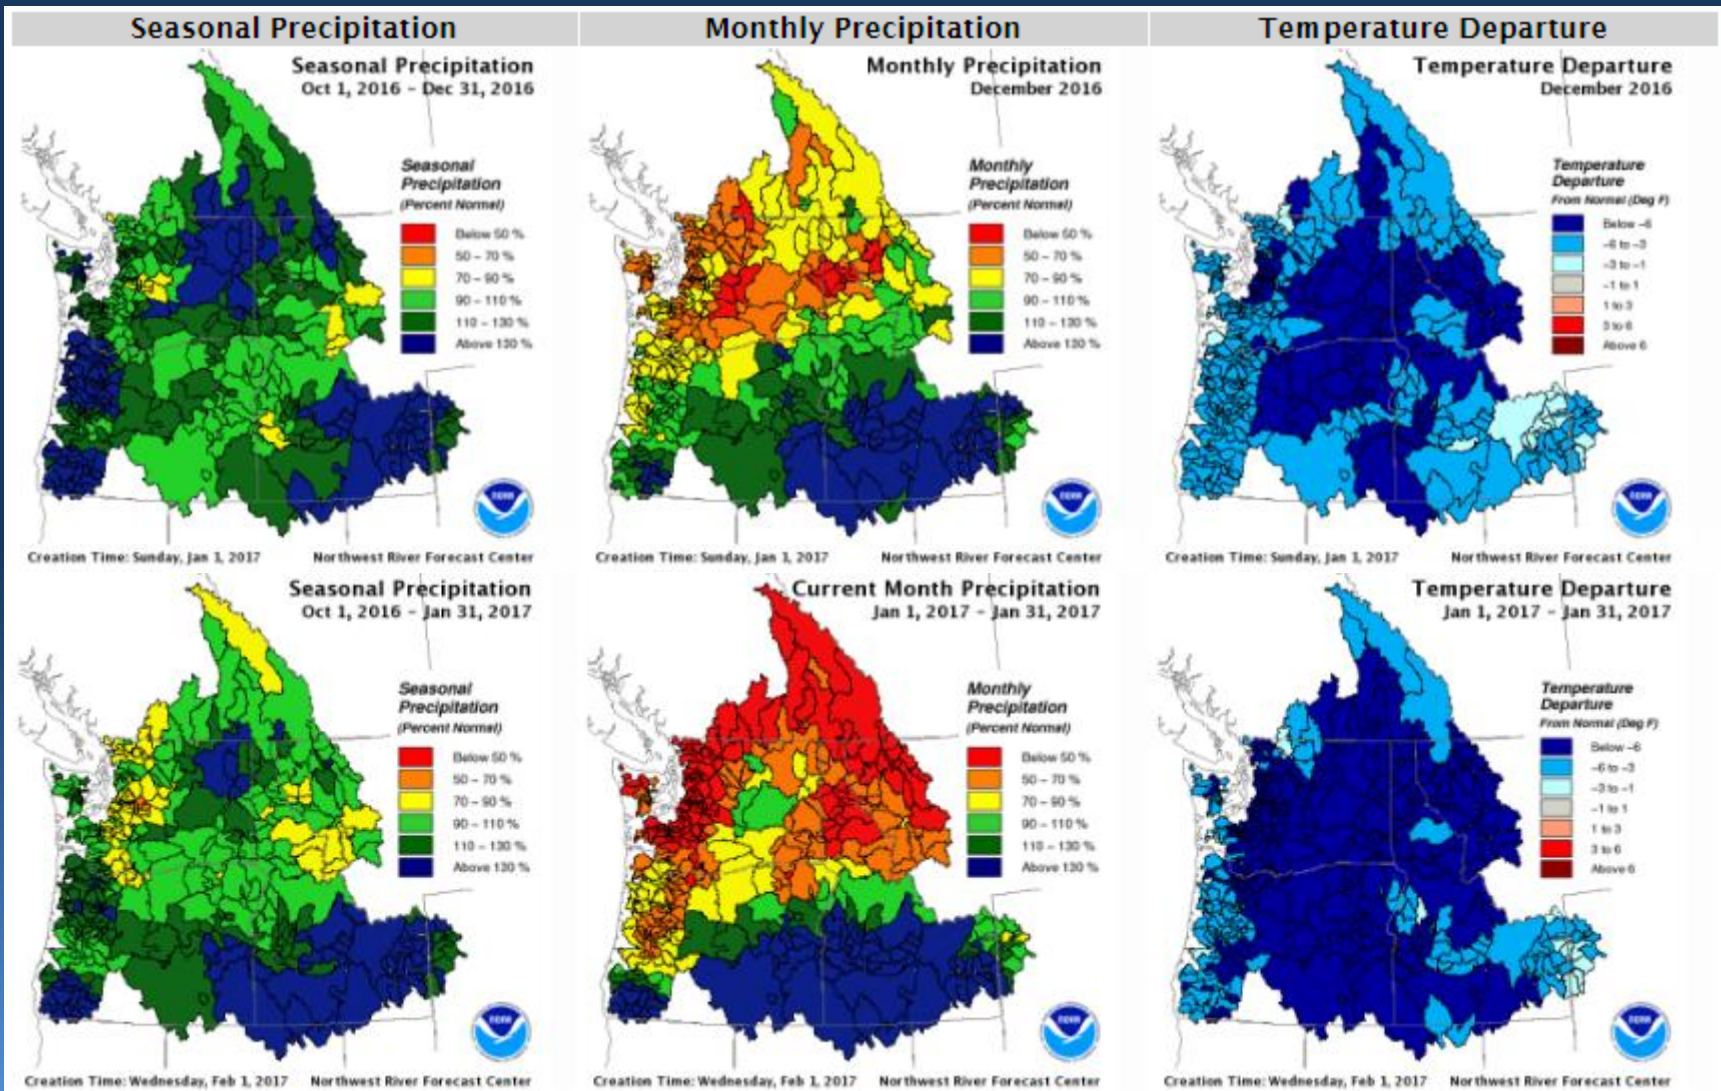 Seasonal Precipitation
Monthly Precipitation
Temperature Departure
Seasonal Precipitation
Oct 1, 2016 – Dec 31, 2016
Seasonal
Precipitation
(Percent Normal)
Below 50 %
50 – 70 %
70 – 90 %
90 – 110 %
110 – 130 %
Above 130 %
Creation Time: Sunday, Jan 1, 2017
Northwest River Forecast Center
Monthly Precipitation
December 2016
Monthly
Precipitation
(Percent Normal)
Below 50 %
50 – 70 %
70 – 90 %
90 – 110 %
110 – 130 %
Above 130 %
Creation Time: Sunday, Jan 1, 2017
Northwest River Forecast Center
Temperature Departure
December 2016
Temperature
Departure
From Normal (Deg F)
Below –6
–6 to –3
–3 to –1
–1 to 1
1 to 3
3 to 6
Above 6
Creation Time: Sunday, Jan 1, 2017
Northwest River Forecast Center
Seasonal Precipitation
Oct 1, 2016 – Jan 31, 2017
Seasonal
Precipitation
(Percent Normal)
Below 50 %
50 – 70 %
70 – 90 %
90 – 110 %
110 – 130 %
Above 130 %
Creation Time: Wednesday, Feb 1, 2017
Northwest River Forecast Center
Current Month Precipitation
Jan 1, 2017 – Jan 31, 2017
Monthly
Precipitation
(Percent Normal)
Below 50 %
50 – 70 %
70 – 90 %
90 – 110 %
110 – 130 %
Above 130 %
Creation Time: Wednesday, Feb 1, 2017
Northwest River Forecast Center
Temperature Departure
Jan 1, 2017 – Jan 31, 2017
Temperature
Departure
From Normal (Deg F)
Below –6
–6 to –3
–3 to –1
–1 to 1
1 to 3
3 to 6
Above 6
Creation Time: Wednesday, Feb 1, 2017
Northwest River Forecast Center